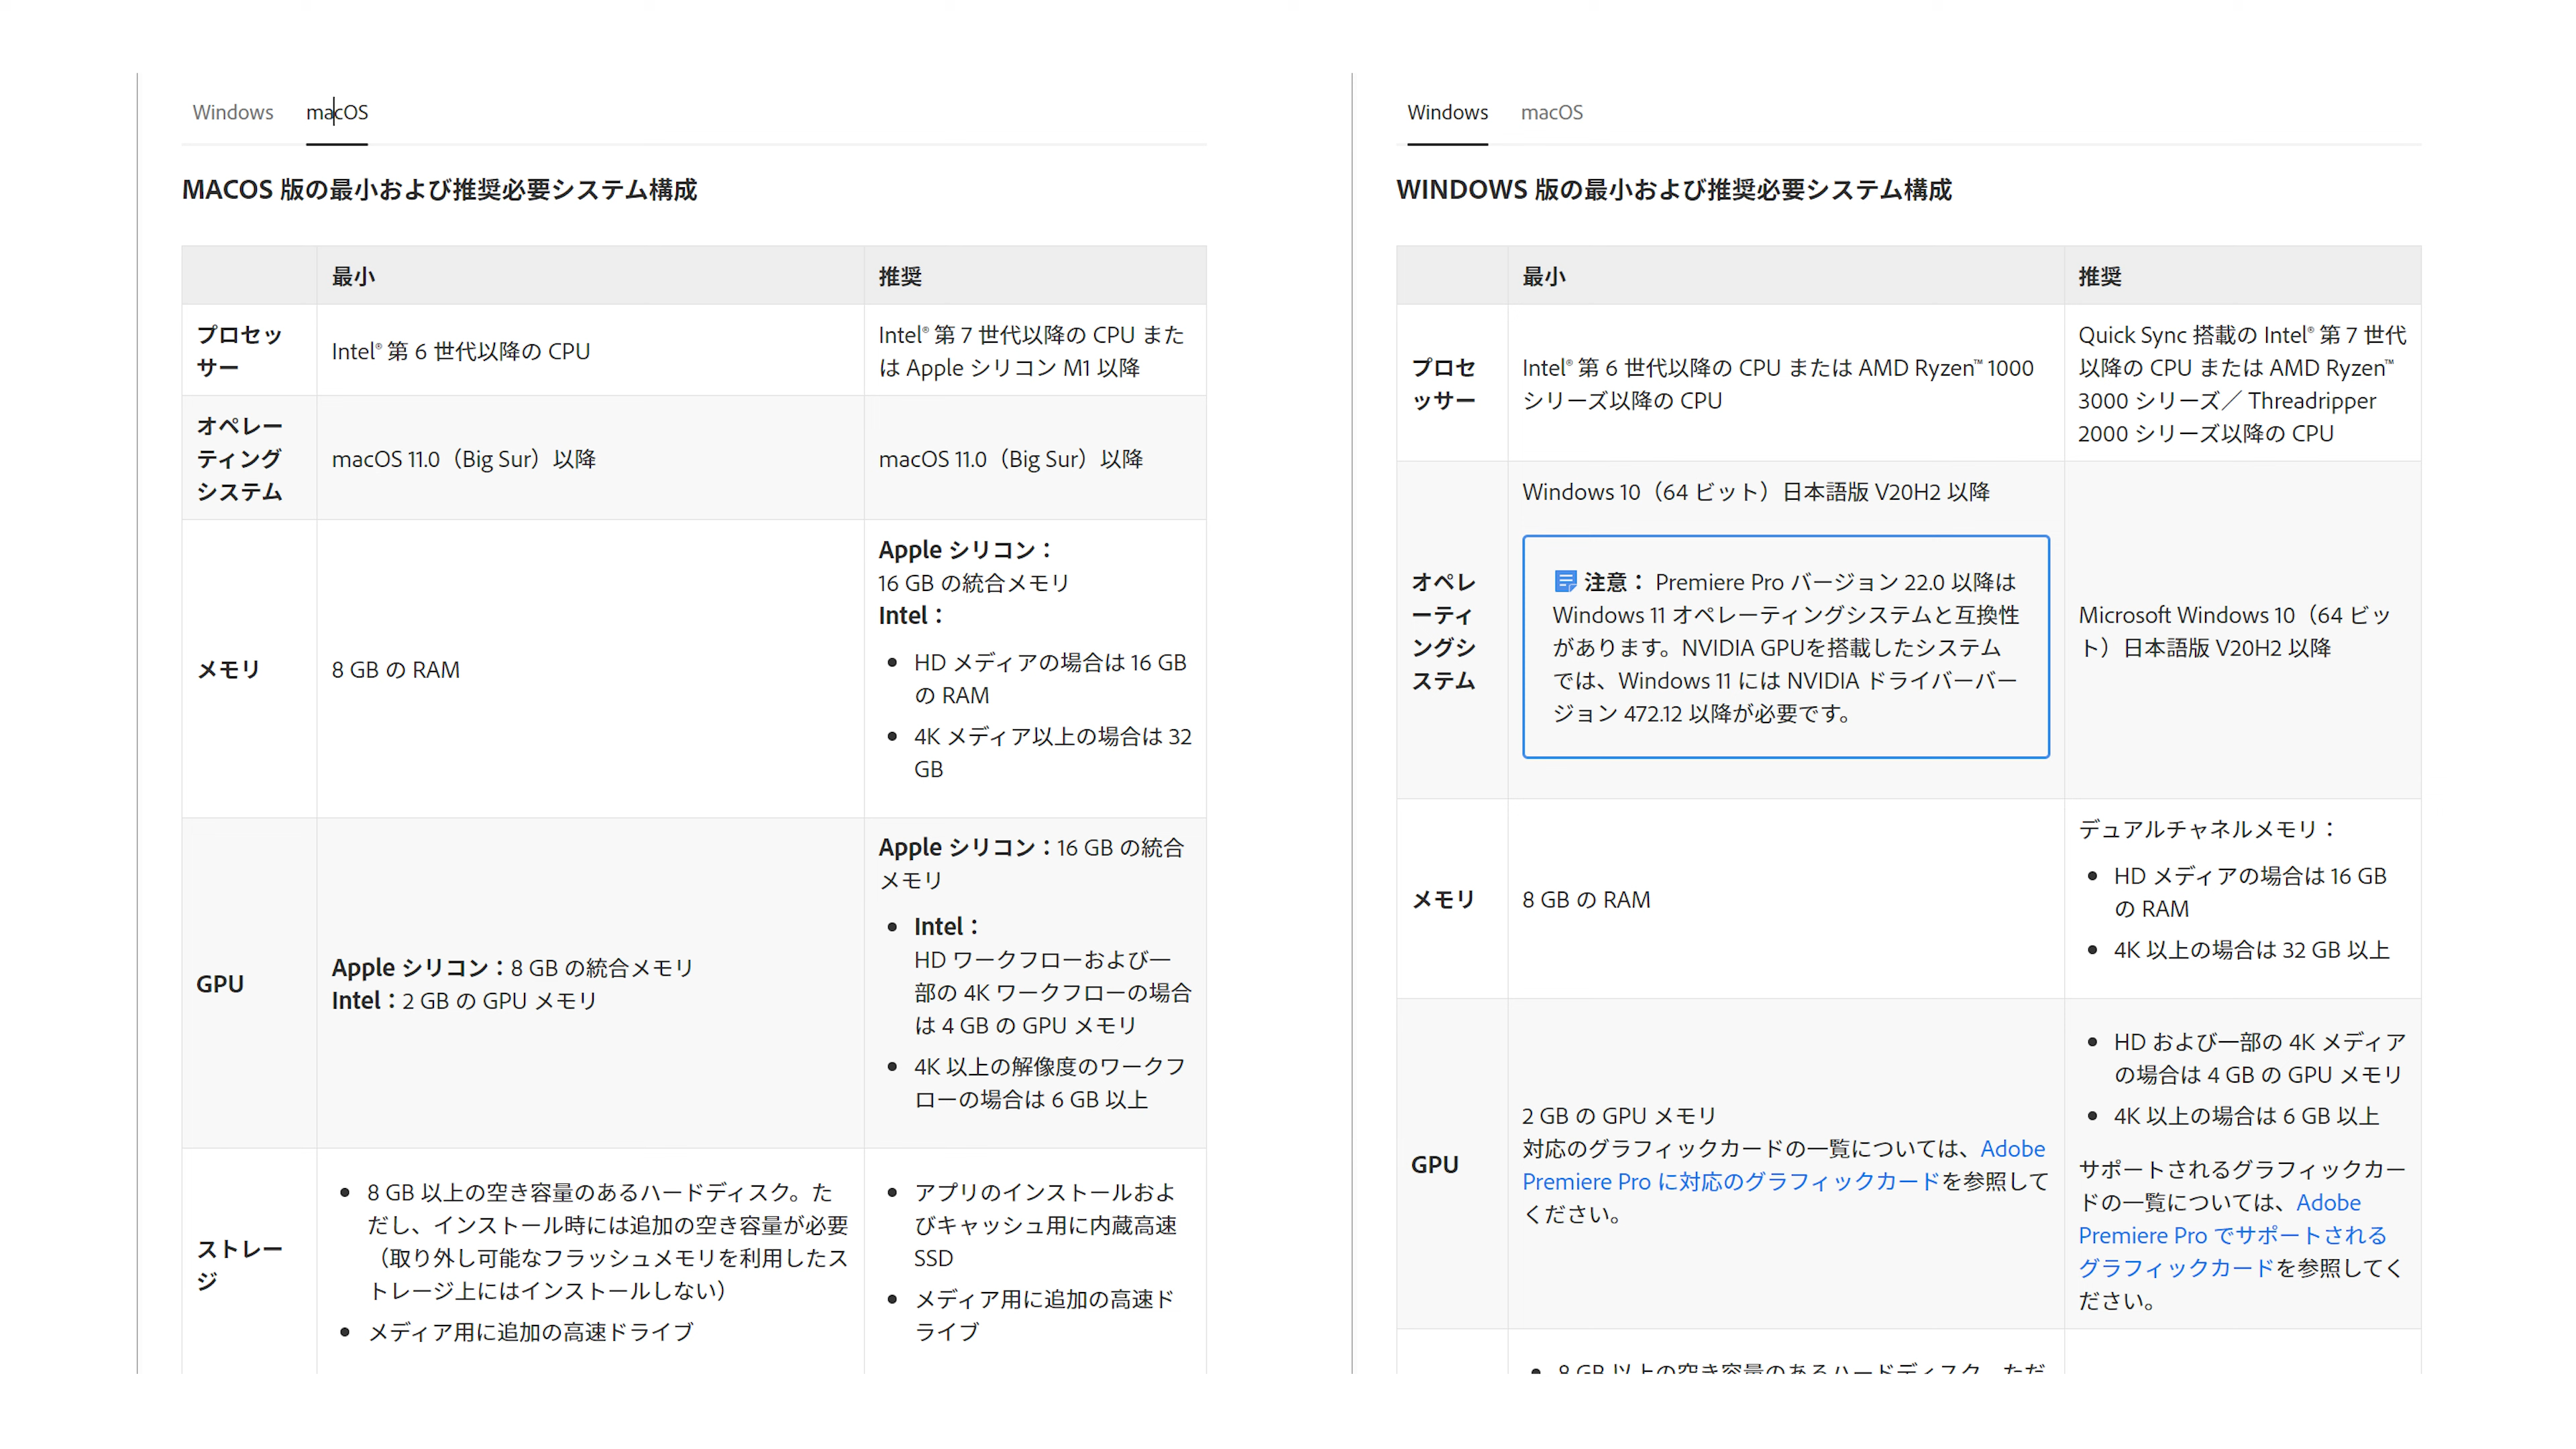 Windows macOS
MACOS 版の最小および推奨必要システム構成
最小 推奨
プロセッ
サー
Intel® 第 6 世代以降の CPU
Intel® 第 7 世代以降の CPU また
は Apple シリコン M1 以降
オペレー
ティング
システム
macOS 11.0（Big Sur）以降
macOS 11.0（Big Sur）以降
メモリ
8 GB の RAM
Apple シリコン：
16 GB の統合メモリ
Intel：
• HD メディアの場合は 16 GB
の RAM
• 4K メディア以上の場合は 32
GB
GPU
Apple シリコン：8 GB の統合メモリ
Intel：2 GB の GPU メモリ
Apple シリコン：16 GB の統合
メモリ
• Intel：
HD ワークフローおよび一
部の 4K ワークフローの場合
は 4 GB の GPU メモリ
• 4K 以上の解像度のワークフ
ローの場合は 6 GB 以上
ストレー
ジ
• 8 GB 以上の空き容量のあるハードディスク。た
だし、インストール時には追加の空き容量が必要
（取り外し可能なフラッシュメモリを利用したス
トレージ上にはインストールしない）
• メディア用に追加の高速ドライブ
• アプリのインストールおよ
びキャッシュ用に内蔵高速
SSD
• メディア用に追加の高速ド
ライブ
Windows macOS
WINDOWS 版の最小および推奨必要システム構成
最小 推奨
プロセ
ッサー
Intel® 第 6 世代以降の CPU または AMD Ryzen™ 1000
シリーズ以降の CPU
Quick Sync 搭載の Intel® 第 7 世代
以降の CPU または AMD Ryzen™
3000 シリーズ／ Threadripper
2000 シリーズ以降の CPU
オペレ
ーティ
ングシ
ステム
Windows 10（64 ビット）日本語版 V20H2 以降
注意： Premiere Pro バージョン 22.0 以降は
Windows 11 オペレーティングシステムと互換性
があります。NVIDIA GPUを搭載したシステム
では、Windows 11 には NVIDIA ドライバーバー
ジョン 472.12 以降が必要です。
Microsoft Windows 10（64 ビッ
ト）日本語版 V20H2 以降
メモリ
8 GB の RAM
デュアルチャネルメモリ：
• HD メディアの場合は 16 GB
の RAM
• 4K 以上の場合は 32 GB 以上
GPU
2 GB の GPU メモリ
対応のグラフィックカードの一覧については、Adobe
Premiere Pro に対応のグラフィックカードを参照して
ください。
• HD および一部の 4K メディア
の場合は 4 GB の GPU メモリ
• 4K 以上の場合は 6 GB 以上
サポートされるグラフィックカー
ドの一覧については、Adobe
Premiere Pro でサポートされる
グラフィックカードを参照してく
ださい。
• 8 GB 以上の空き容量のあるハードディスク。ただ